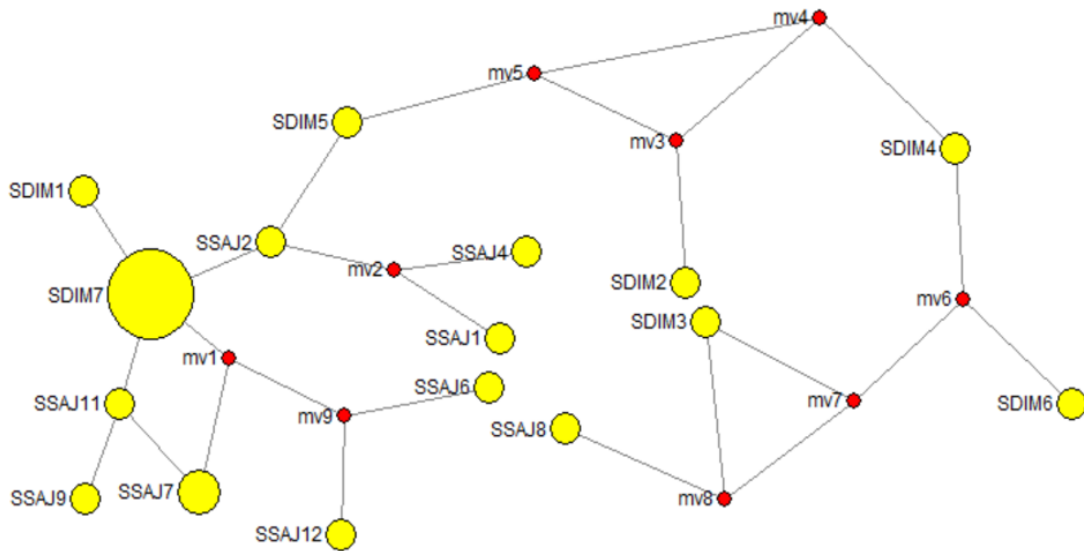 mv4
mv5
SDIM5
mv3
SDIM4
SDIM1
SSAJ2
SSAJ4
mv2
SDIM2
SDIM7
mv6
SDIM3
SSAJ1
mv1
SSAJ6
SSAJ11
mv9
mv7
SDIM6
SSAJ8
SSAJ9
SSAJ7
mv8
SSAJ12